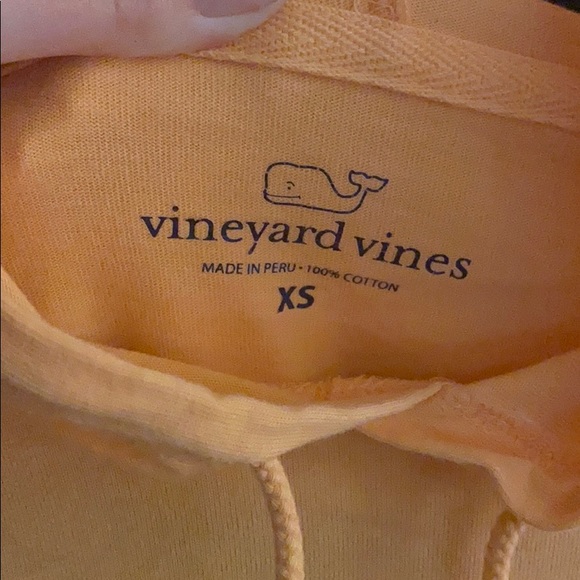 vineyard vines
MADE IN PERU • 100% COTTON
XS